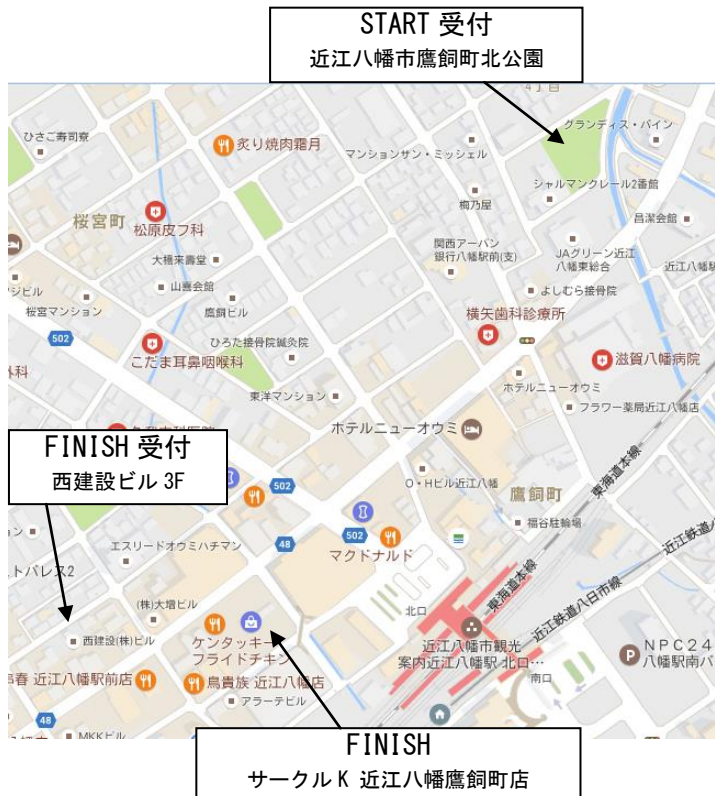 START 受付
近江八幡市鷹飼町北公園
4丁目
グランディス・パイン
ひさご寿司寮
炙り焼肉霜月
マンションサン・ミッシェル
シャルマンクレール2番館
梅乃屋
桜宮町
松原皮フ科
昌潔会館
関西アーバン
銀行八幡駅前(支)
JAグリーン近江
八幡東総合
近江八幡
大橋来壽堂
山喜会館
よしむら接骨院
ジビル
桜宮マンション
鷹飼ビル
横矢歯科診療所
502
ひろた接骨院鍼灸院
こだま耳鼻咽喉科
滋賀八幡病院
外科
ホテルニューオウミ
東洋マンション
フラワー薬局近江八幡店
ホテルニューオウミ
FINISH 受付
西建設ビル 3F
O・Hビル近江八幡
東海道本線
502
鷹飼町
福谷駐輪場
502
48
エスリードオウミハチマン
マクドナルド
近江鉄道八
トパレス2
(株)大増ビル
北口
東海道本線
近江鉄道八日市線
西建設(株)ビル
ケンタッキー
フライドチキン
近江八幡市観光
案内近江八幡駅 北口…
P
NPC24
八幡駅南パ
南口
串春 近江八幡駅前店
鳥貴族 近江八幡店
アラーテビル
48
MKKビル
FINISH
サークルK 近江八幡鷹飼町店